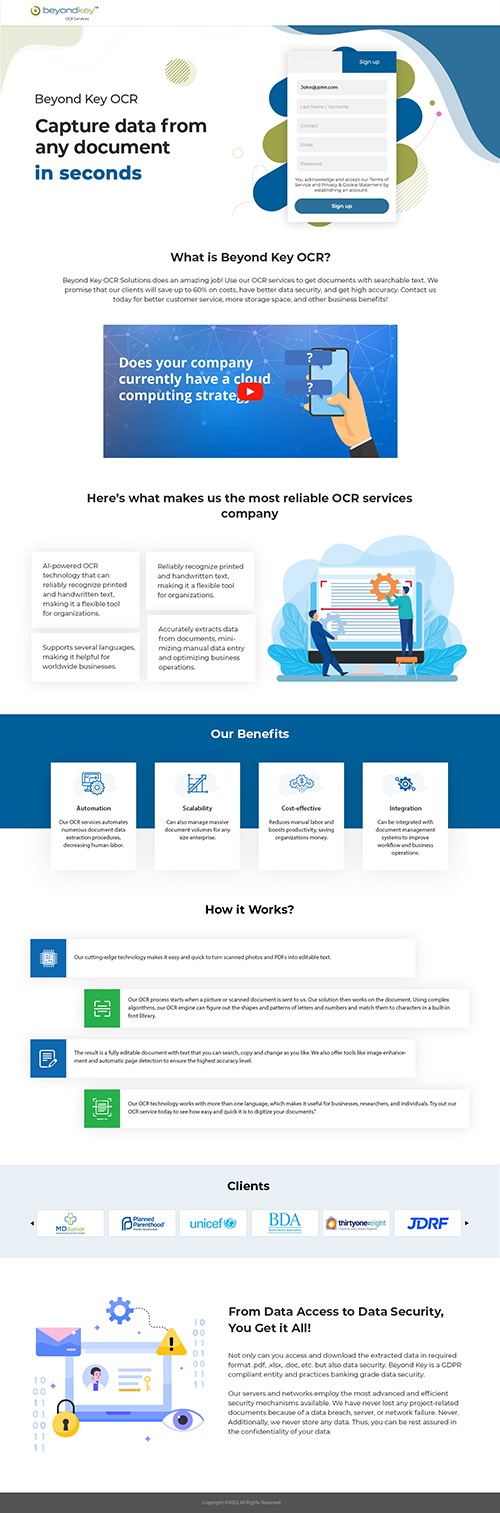 beyondkey™
OCR Services
Sign up
Beyond Key OCR
Capture data from
any document
in seconds
John@john.com
Last Name / Surname
Contact
Email
Password
You acknowledge and accept our Terms of
Service and Privacy & Cookie Statement by
establishing an account
Sign up
What is Beyond Key OCR?
Beyond Key OCR Solutions does an amazing job! Use our OCR services to get documents with searchable text. We
promise that our clients will save up to 60% on costs, have better data security, and get high accuracy. Contact us
today for better customer service, more storage space, and other business benefits!
Does your company
currently have a cloud
computing strategy
?
?
Here's what makes us the most reliable OCR services
company
AI-powered OCR
technology that can
reliably recognize printed
and handwritten text,
making it a flexible tool
for organizations.
Reliably recognize printed
and handwritten text,
making it a flexible tool
for organizations.
Supports several languages,
making it helpful for
worldwide businesses.
Accurately extracts data
from documents, mini-
mizing manual data entry
and optimizing business
operations.
Our Benefits
Automation
Our OCR services automates
numerous document data
extraction procedures,
decreasing human labor.
Scalability
Can also manage massive
document volumes for any
size enterprise.
Cost-effective
Reduces manual labor and
boosts productivity, saving
organizations money.
Integration
Can be integrated with
document management
systems to improve
workflow and business
operations.
How it Works?
Our cutting-edge technology makes it easy and quick to turn scanned photos and PDFs into editable text.
Our OCR process starts when a picture or scanned document is sent to us. Our solution then works on the document. Using complex
algorithms, our OCR engine can figure out the shapes and patterns of letters and numbers and match them to characters in a built-in
font library.
The result is a fully editable document with text that you can search, copy and change as you like. We also offer tools like image enhance-
ment and automatic page detection to ensure the highest accuracy level.
Our OCR technology works with more than one language, which makes it useful for businesses, researchers, and individuals. Try out our
OCR service today to see how easy and quick it is to digitize your documents."
Clients
MDJunior
Planned
Parenthood
unicef
BDA
thirtyone:eight
JDRF
From Data Access to Data Security,
You Get it All!
Not only can you access and download the extracted data in required
format .pdf, .xlsx, .doc, etc. but also data security. Beyond Key is a GDPR
compliant entity and practices banking grade data security.
Our servers and networks employ the most advanced and efficient
security mechanisms available. We have never lost any project-related
documents because of a data breach, server, or network failure. Never.
Additionally, we never store any data. Thus, you can be rest assured in
the confidentiality of your data.
Copyright ©2022 All Rights Reserved